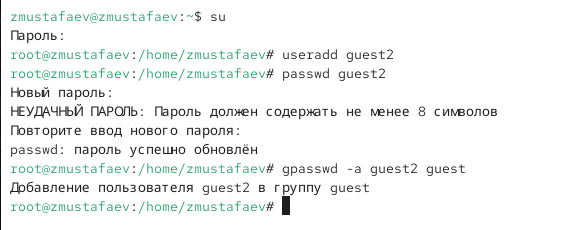 zmustafaev@zmustafaev:~$ su
Пароль:
root@zmustafaev:/home/zmustafaev# useradd guest2
root@zmustafaev:/home/zmustafaev# passwd guest2
Новый пароль:
НЕУДАЧНЫЙ ПАРОЛЬ: Пароль должен содержать не менее 8 символов
Повторите ввод нового пароля:
passwd: пароль успешно обновлён
root@zmustafaev:/home/zmustafaev# gpasswd -a guest2 guest
Добавление пользователя guest2 в группу guest
root@zmustafaev:/home/zmustafaev#